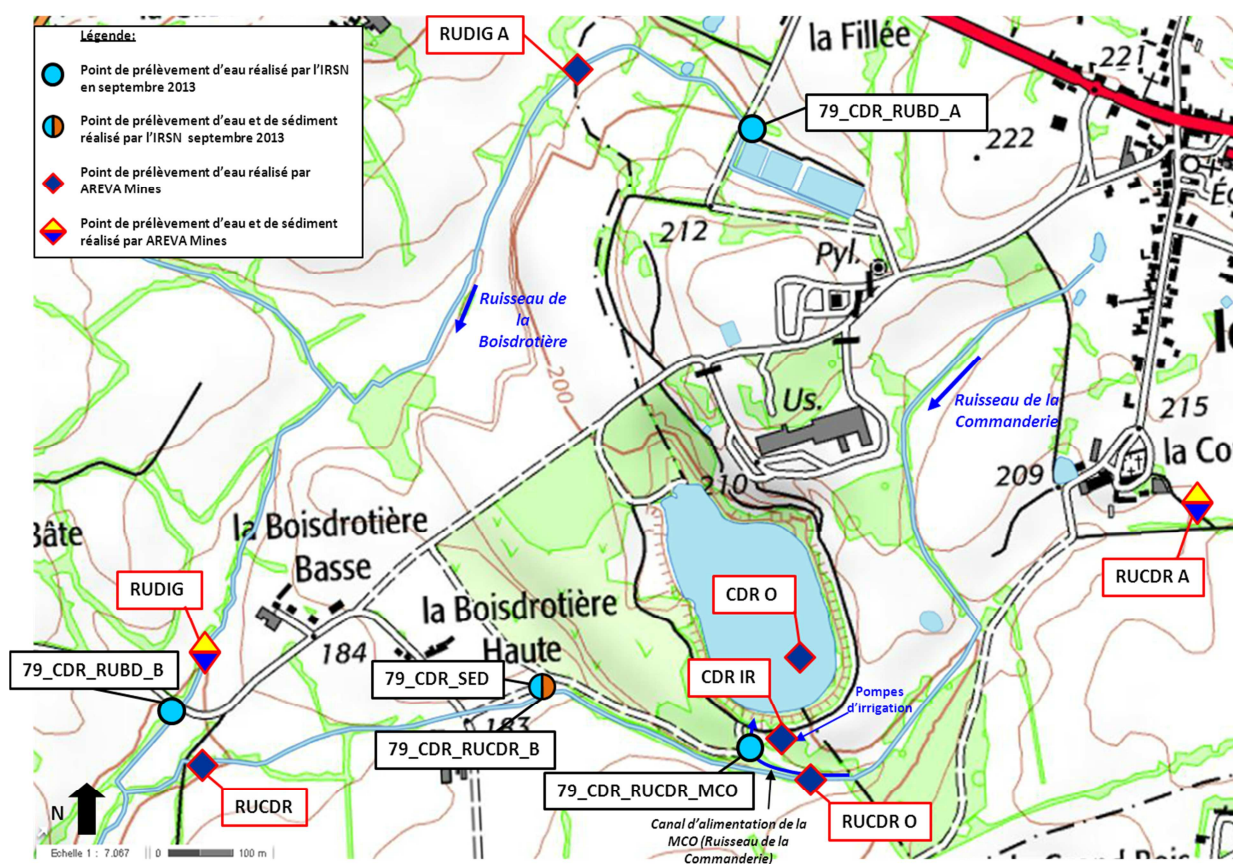 Légende:
Point de prélèvement d'eau réalisé par l'IRSN
en septembre 2013
Point de prélèvement d'eau et de sédiment
réalisé par l'IRSN septembre 2013
Point de prélèvement d'eau réalisé par
AREVA Mines
Point de prélèvement d'eau et de sédiment
réalisé par AREVA Mines
RUDIG A
la Fillée
221
79_CDR_RUBD_A
222
212
Pyl.
Ruisseau de
la
Boisdrotière
200
Us.
Ruisseau de la
Commanderie
215
209
la Co
210
Bâte
la Boisdrotière
Basse
RUCDR A
RUDIG
CDR O
la Boisdrotière
Haute
184
79_CDR_RUBD_B
79_CDR_SED
CDR IR
Pompes
d'irrigation
183
79_CDR_RUCDR_B
79_CDR_RUCDR_MCO
RUCDR
RUCDR O
N
Canal d'alimentation de la
MCO (Ruisseau de la
Commanderie)
Echelle 1 : 7.067
0
100 m